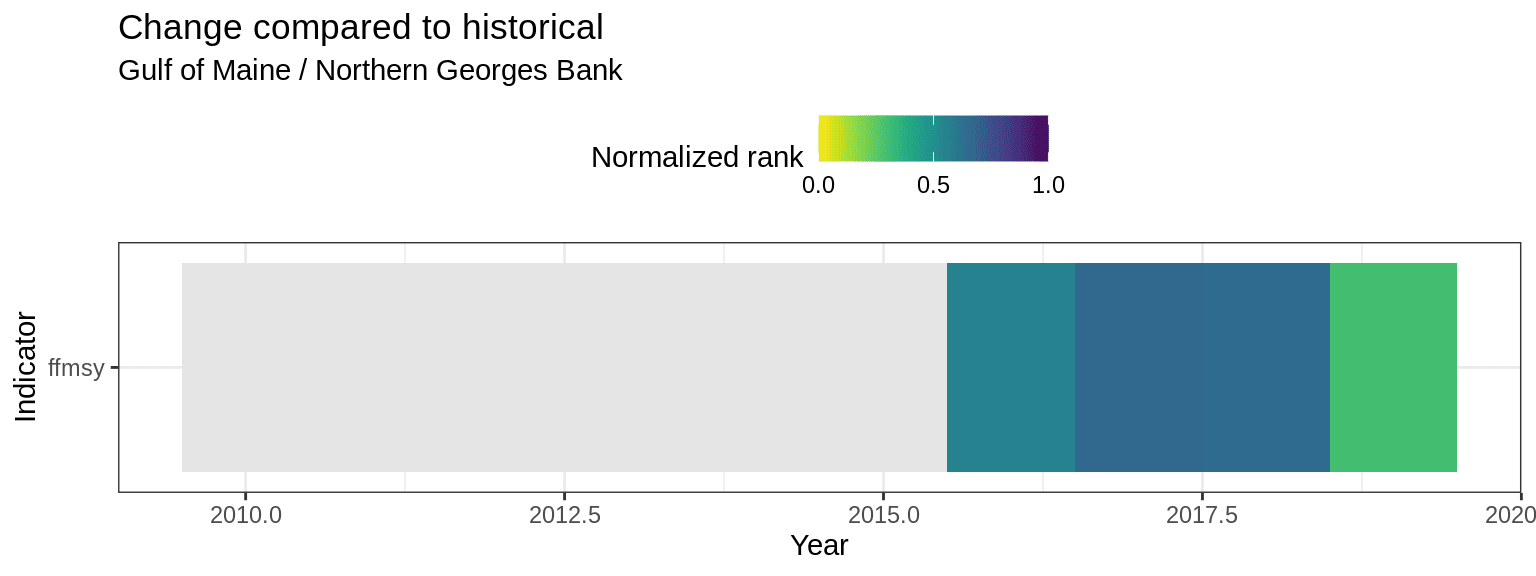 Change compared to historical
Gulf of Maine / Northern Georges Bank
Normalized rank
0.0 0.5 1.0
Indicator
ffmsy
2010.0 2012.5 2015.0 2017.5 2020
Year